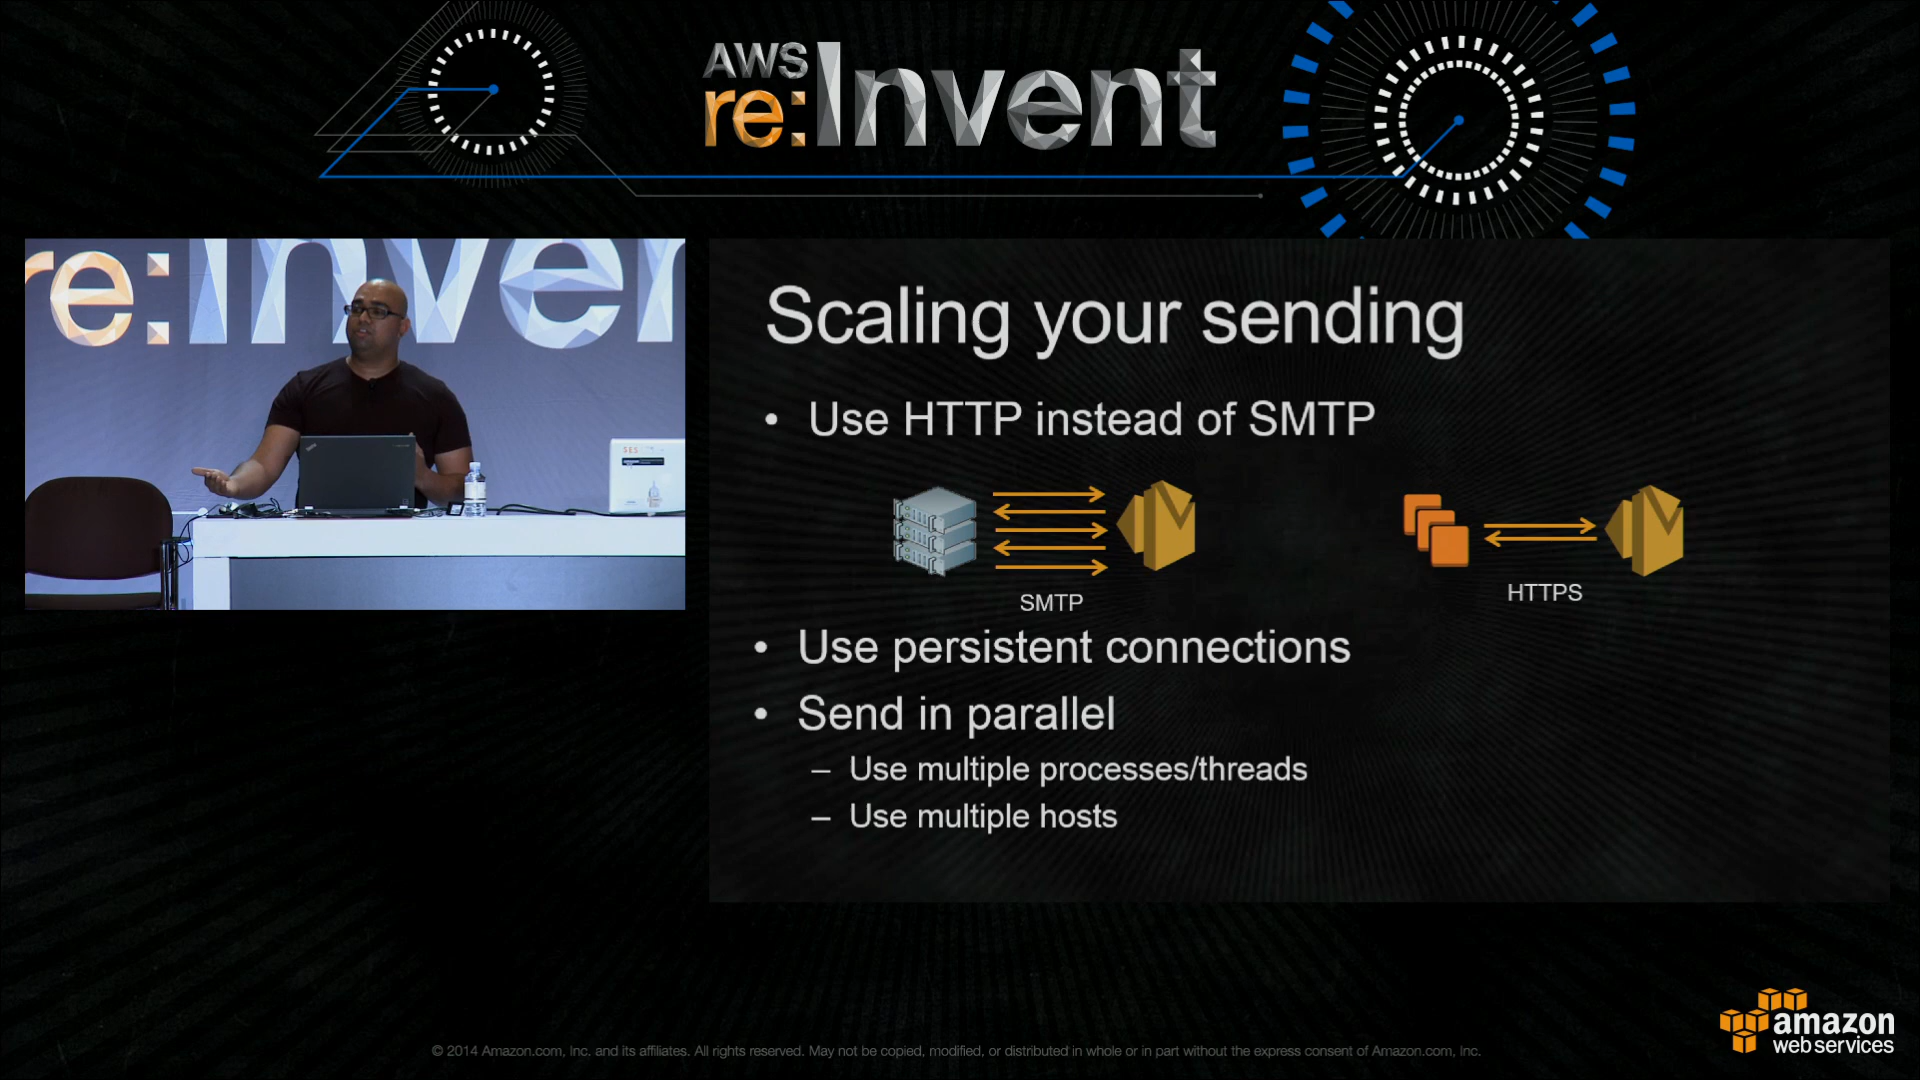 AWS
re:Invent
re:Inven
SES
Scaling your sending
• Use HTTP instead of SMTP
SMTP
HTTPS
• Use persistent connections
• Send in parallel
– Use multiple processes/threads
– Use multiple hosts
amazon
web services
© 2014 Amazon.com, Inc. and its affiliates. All rights reserved. May not be copied, modified, or distributed in whole or in part without the express consent of Amazon.com, Inc.